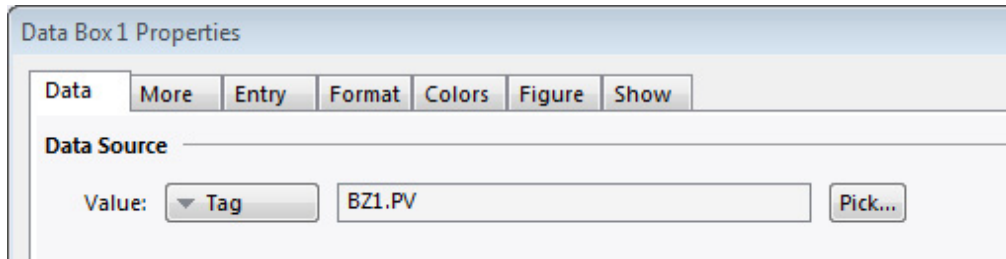 Data Box 1 Properties
Data More Entry Format Colors Figure Show
Data Source
Value: Tag BZ1.PV Pick...